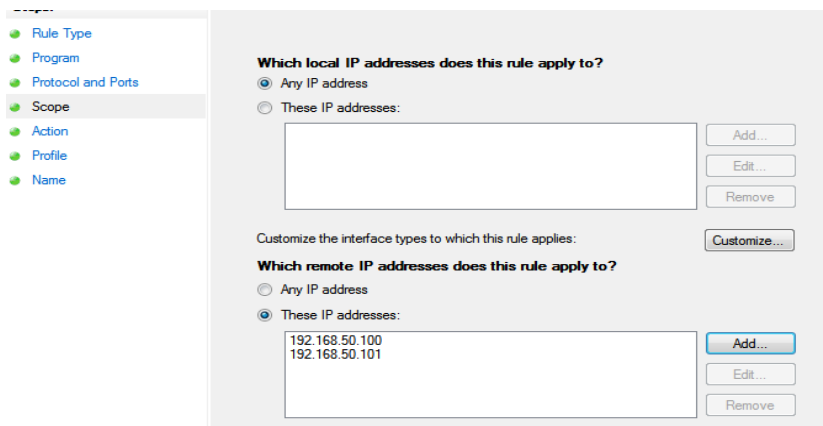 Rule Type
Program
Protocol and Ports
Scope
Action
Profile
Name
Which local IP addresses does this rule apply to?
Any IP address
These IP addresses:
Add...
Edit...
Remove
Customize the interface types to which this rule applies:
Customize...
Which remote IP addresses does this rule apply to?
Any IP address
These IP addresses:
192.168.50.100
192.168.50.101
Add...
Edit...
Remove